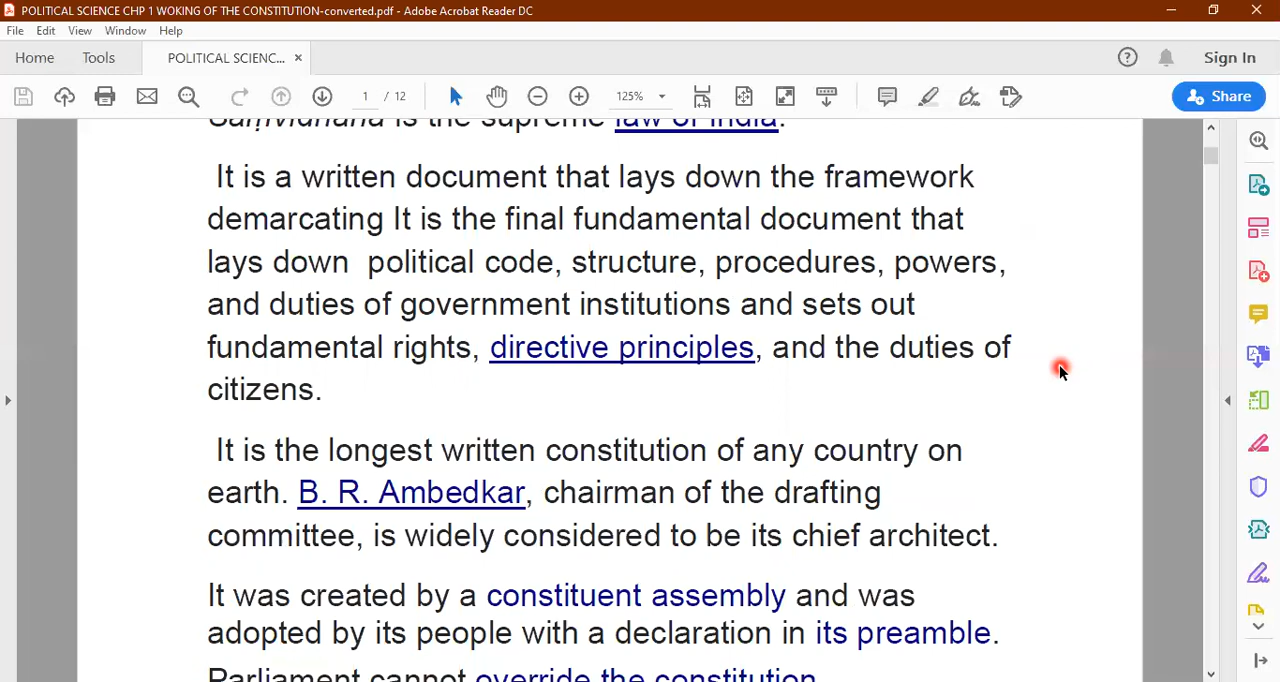 POLITICAL SCIENCE CHP 1 WOKING OF THE CONSTITUTION-converted.pdf - Adobe Acrobat Reader DC
File Edit View Window Help
Home Tools POLITICAL SCIENC... × Sign In
1 / 12 125% Share
Saṃvidhāna is the supreme law of India.
It is a written document that lays down the framework
demarcating It is the final fundamental document that
lays down political code, structure, procedures, powers,
and duties of government institutions and sets out
fundamental rights, directive principles, and the duties of
citizens.
It is the longest written constitution of any country on
earth. B. R. Ambedkar, chairman of the drafting
committee, is widely considered to be its chief architect.
It was created by a constituent assembly and was
adopted by its people with a declaration in its preamble.
Parliament cannot override the constitution.